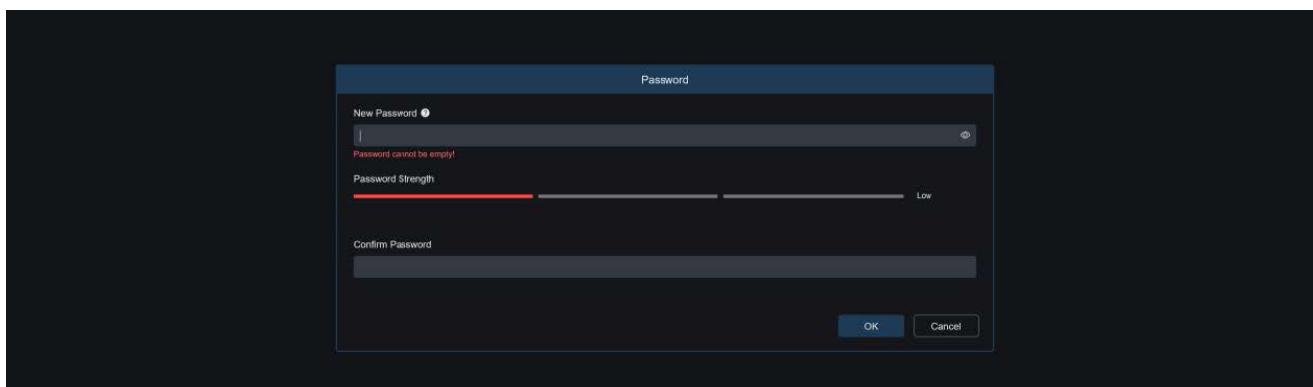 Password
New Password
Password cannot be empty!
Password Strength
Low
Confirm Password
OK
Cancel